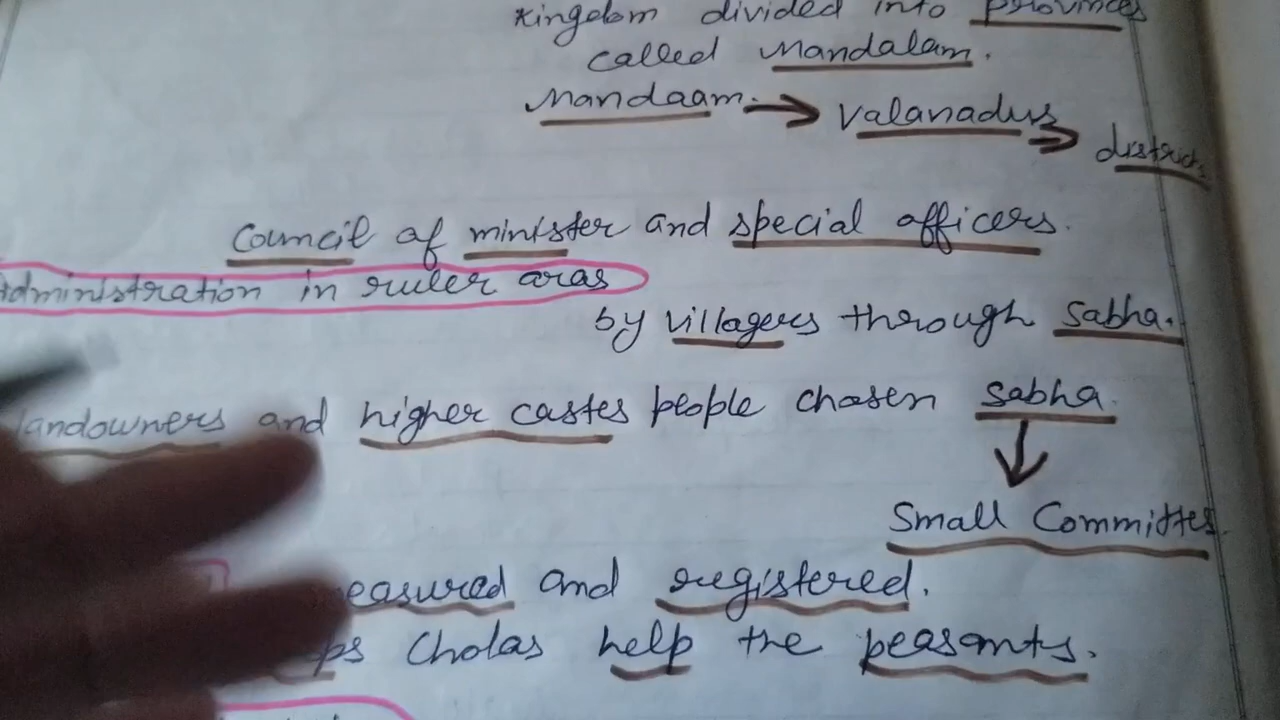 Kingdom divided into provinces
called Mandalam.
Mandaam. → Valanadus → district.
Council of minister and special officers.
Administration in ruler aras
by villagers through sabha.
landowners and higher castes people chosen sabha.
↓
Small Committes.
easured and registered.
ps Cholas help the peasants.